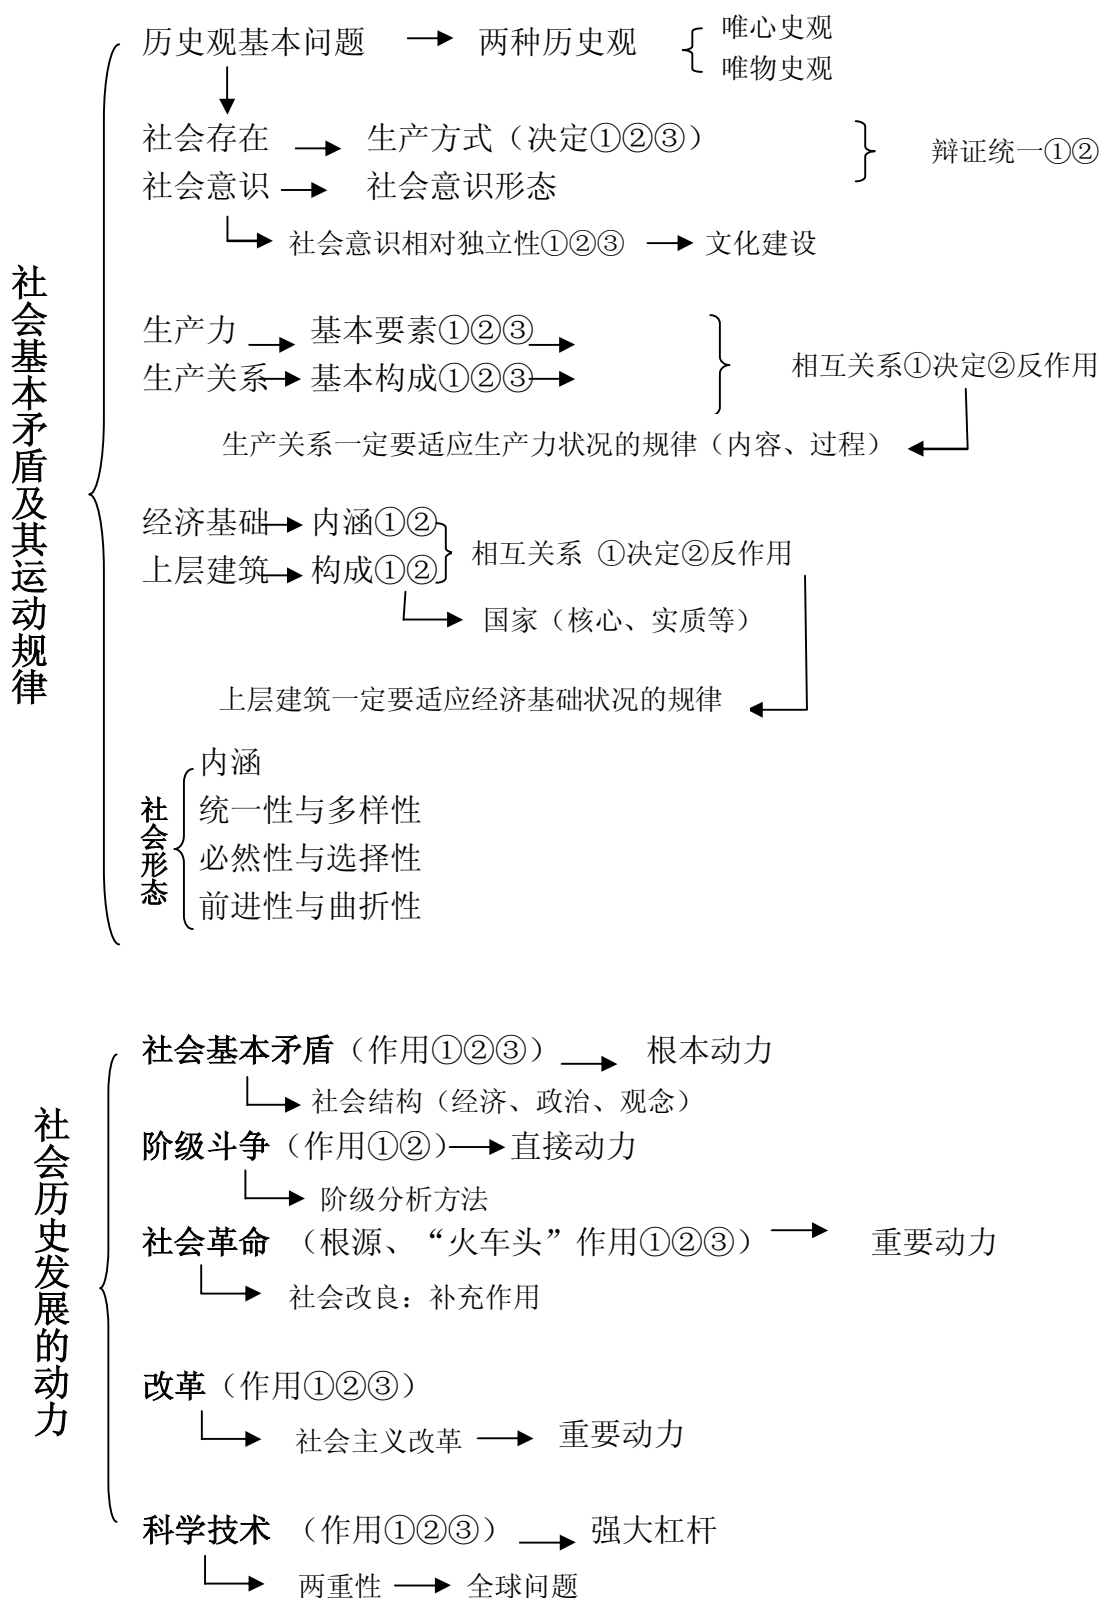 社会基本矛盾及其运动规律
历史观基本问题 → 两种历史观
唯心史观
唯物史观
社会存在 → 生产方式（决定①②③）
辩证统一①②
社会意识 → 社会意识形态
社会意识相对独立性①②③ → 文化建设
生产力 → 基本要素①②③ →
生产关系 → 基本构成①②③ →
相互关系①决定②反作用
生产关系一定要适应生产力状况的规律（内容、过程）
经济基础 → 内涵①②
上层建筑 → 构成①②
相互关系 ①决定②反作用
国家（核心、实质等）
上层建筑一定要适应经济基础状况的规律
社会形态
内涵
统一性与多样性
必然性与选择性
前进性与曲折性
社会历史发展的动力
社会基本矛盾（作用①②③） → 根本动力
社会结构（经济、政治、观念）
阶级斗争（作用①②） → 直接动力
阶级分析方法
社会革命 （根源、“火车头”作用①②③） → 重要动力
社会改良：补充作用
改革（作用①②③）
社会主义改革 → 重要动力
科学技术 （作用①②③） → 强大杠杆
两重性 → 全球问题